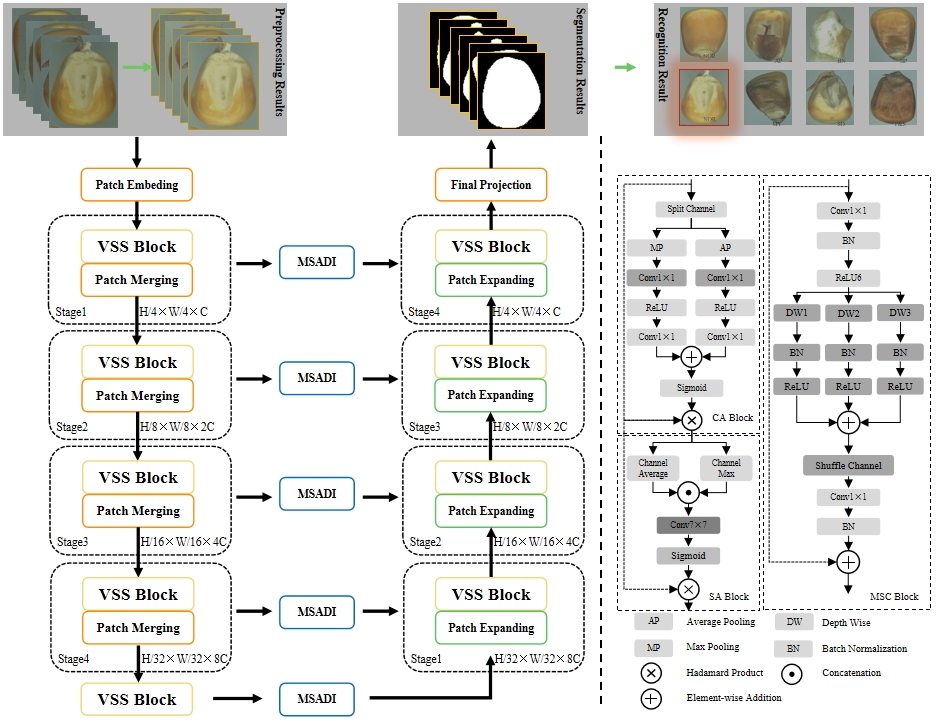 Preprocessing Results
Segmentation Results
Recognition Result
NOR
AP
BN
NOR
SD
Patch Embeding
Final Projection
VSS Block
Patch Merging
Stage1
H/4×W/4×C
MSADI
VSS Block
Patch Expanding
Stage4
H/4×W/4×C
VSS Block
Patch Merging
Stage2
H/8×W/8×2C
MSADI
VSS Block
Patch Expanding
Stage3
H/8×W/8×2C
VSS Block
Patch Merging
Stage3
H/16×W/16×4C
MSADI
VSS Block
Patch Expanding
Stage2
H/16×W/16×4C
VSS Block
Patch Merging
Stage4
H/32×W/32×8C
MSADI
VSS Block
Patch Expanding
Stage1
H/32×W/32×8C
VSS Block
MSADI
Split Channel
MP
AP
Conv1×1
Conv1×1
ReLU
ReLU
Conv1×1
Conv1×1
Sigmoid
CA Block
Channel Average
Channel Max
Conv7×7
Sigmoid
SA Block
Conv1×1
BN
ReLU6
DW1
DW2
DW3
BN
BN
BN
ReLU
ReLU
ReLU
Shuffle Channel
Conv1×1
BN
MSC Block
AP
Average Pooling
DW
Depth Wise
MP
Max Pooling
BN
Batch Normalization
Hadamard Product
Concatenation
Element-wise Addition